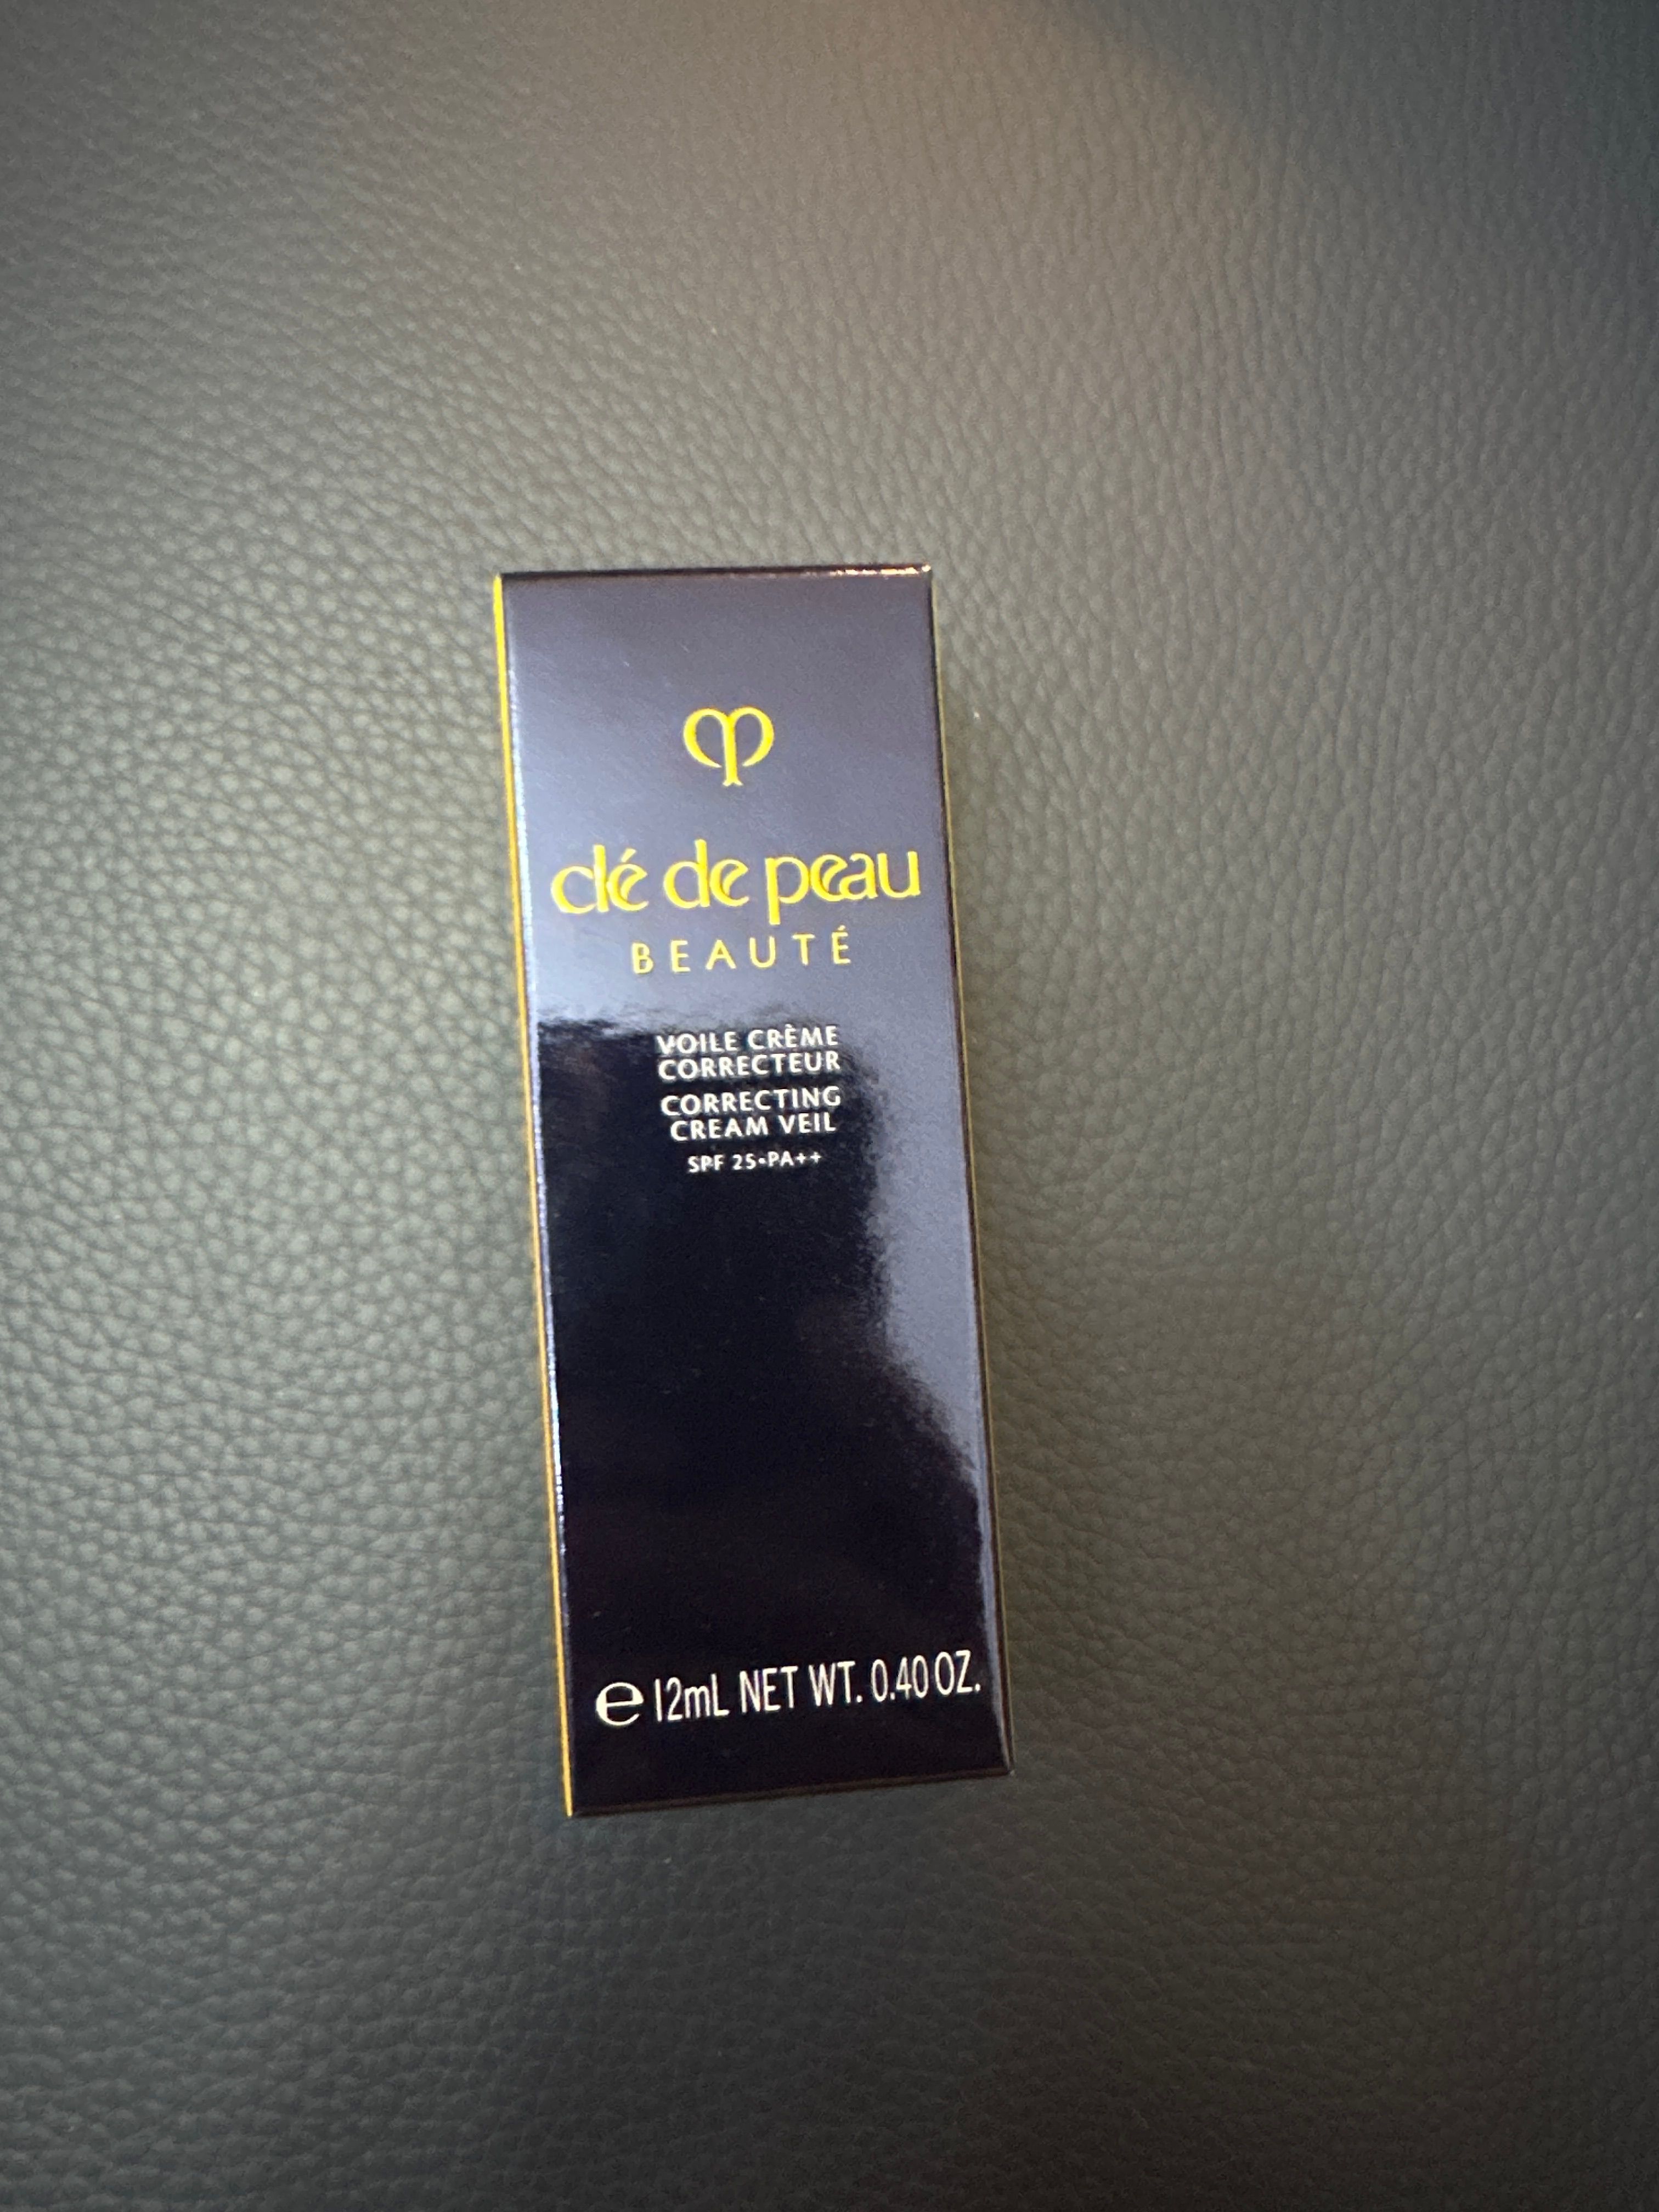 clé de peau
BEAUTÉ
VOILE CRÈME
CORRECTEUR
CORRECTING
CREAM VEIL
SPF 25•PA++
℮12mL NET WT. 0.40 OZ.